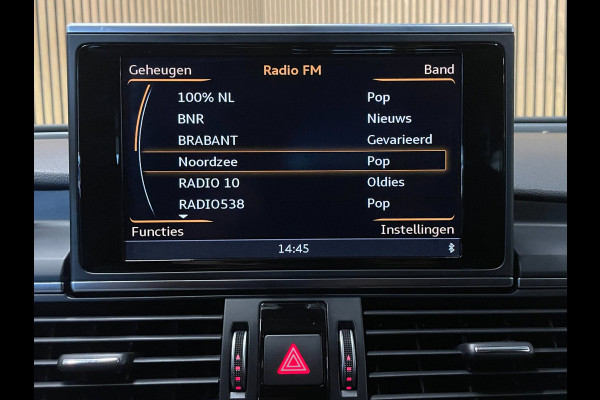 Geheugen Radio FM Band
100% NL Pop
BNR Nieuws
BRABANT Gevarieerd
Noordzee Pop
RADIO 10 Oldies
RADIO538 Pop
Functies Instellingen
14:45